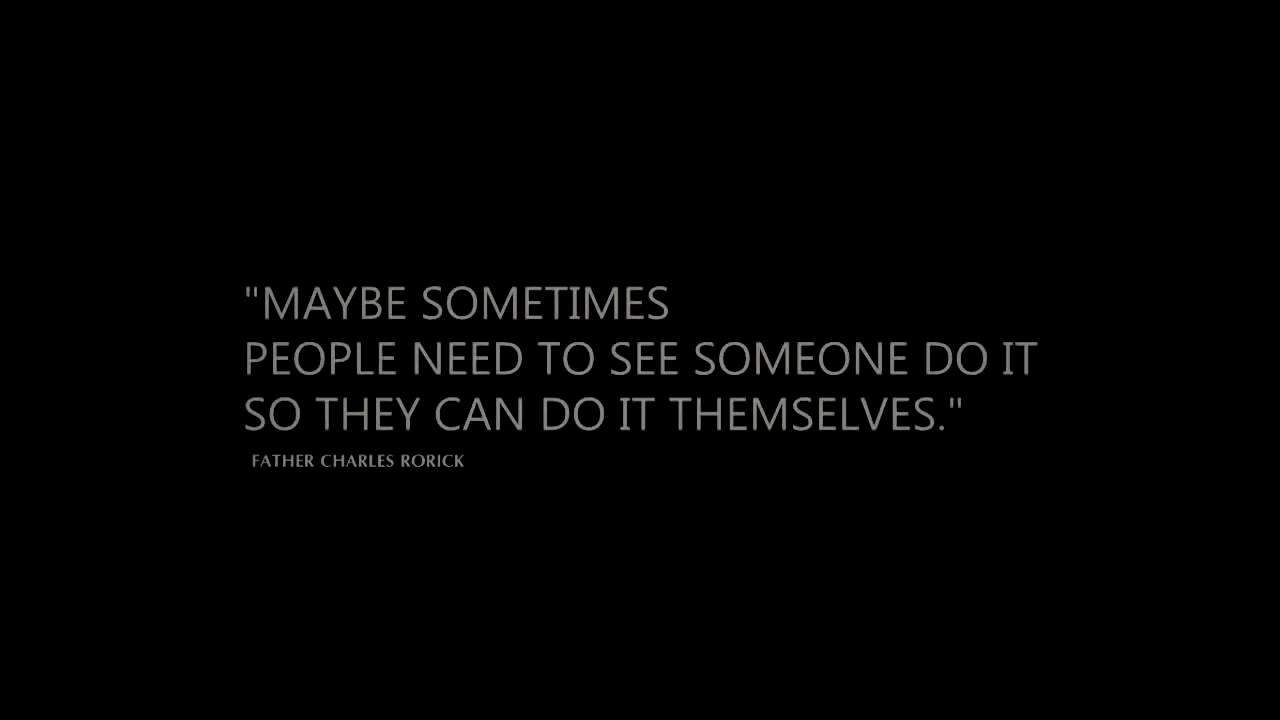 "MAYBE SOMETIMES
PEOPLE NEED TO SEE SOMEONE DO IT
SO THEY CAN DO IT THEMSELVES."
FATHER CHARLES RORICK